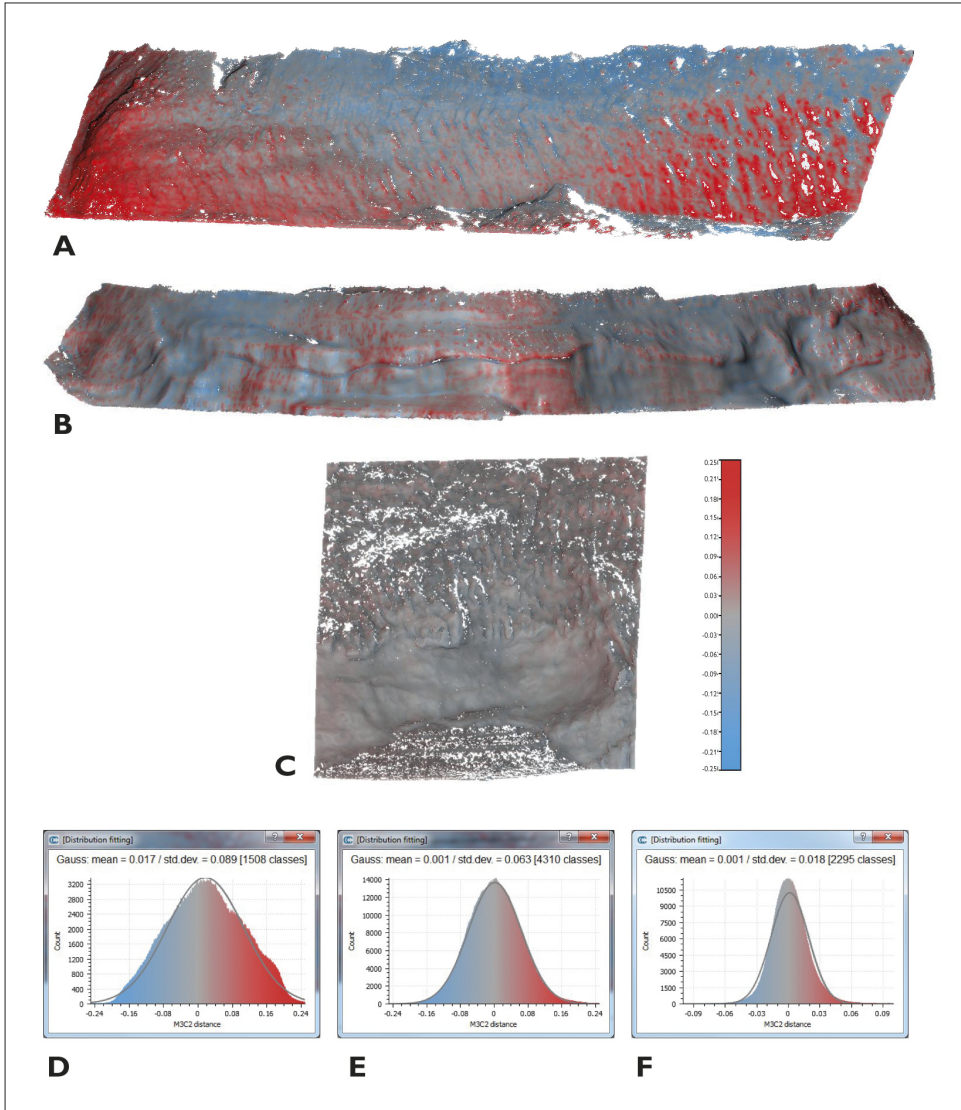 A
B
C
0.25
0.21
0.18
0.15
0.12
0.09
0.06
0.03
0.00
-0.03
-0.06
-0.09
-0.12
-0.15
-0.18
-0.21
-0.25
[Distribution fitting]
Gauss: mean = 0.017 / std.dev. = 0.089 [1508 classes]
3200
2800
2400
2000
1600
1200
800
400
0
Count
-0.24 -0.16 -0.08 0 0.08 0.16 0.24
M3C2 distance
D
[Distribution fitting]
Gauss: mean = 0.001 / std.dev. = 0.063 [4310 classes]
14000
12000
10000
8000
6000
4000
2000
0
Count
-0.24 -0.16 -0.08 0 0.08 0.16 0.24
M3C2 distance
E
[Distribution fitting]
Gauss: mean = 0.001 / std.dev. = 0.018 [2295 classes]
10500
9000
7500
6000
4500
3000
1500
0
Count
-0.09 -0.06 -0.03 0 0.03 0.06 0.09
M3C2 distance
F